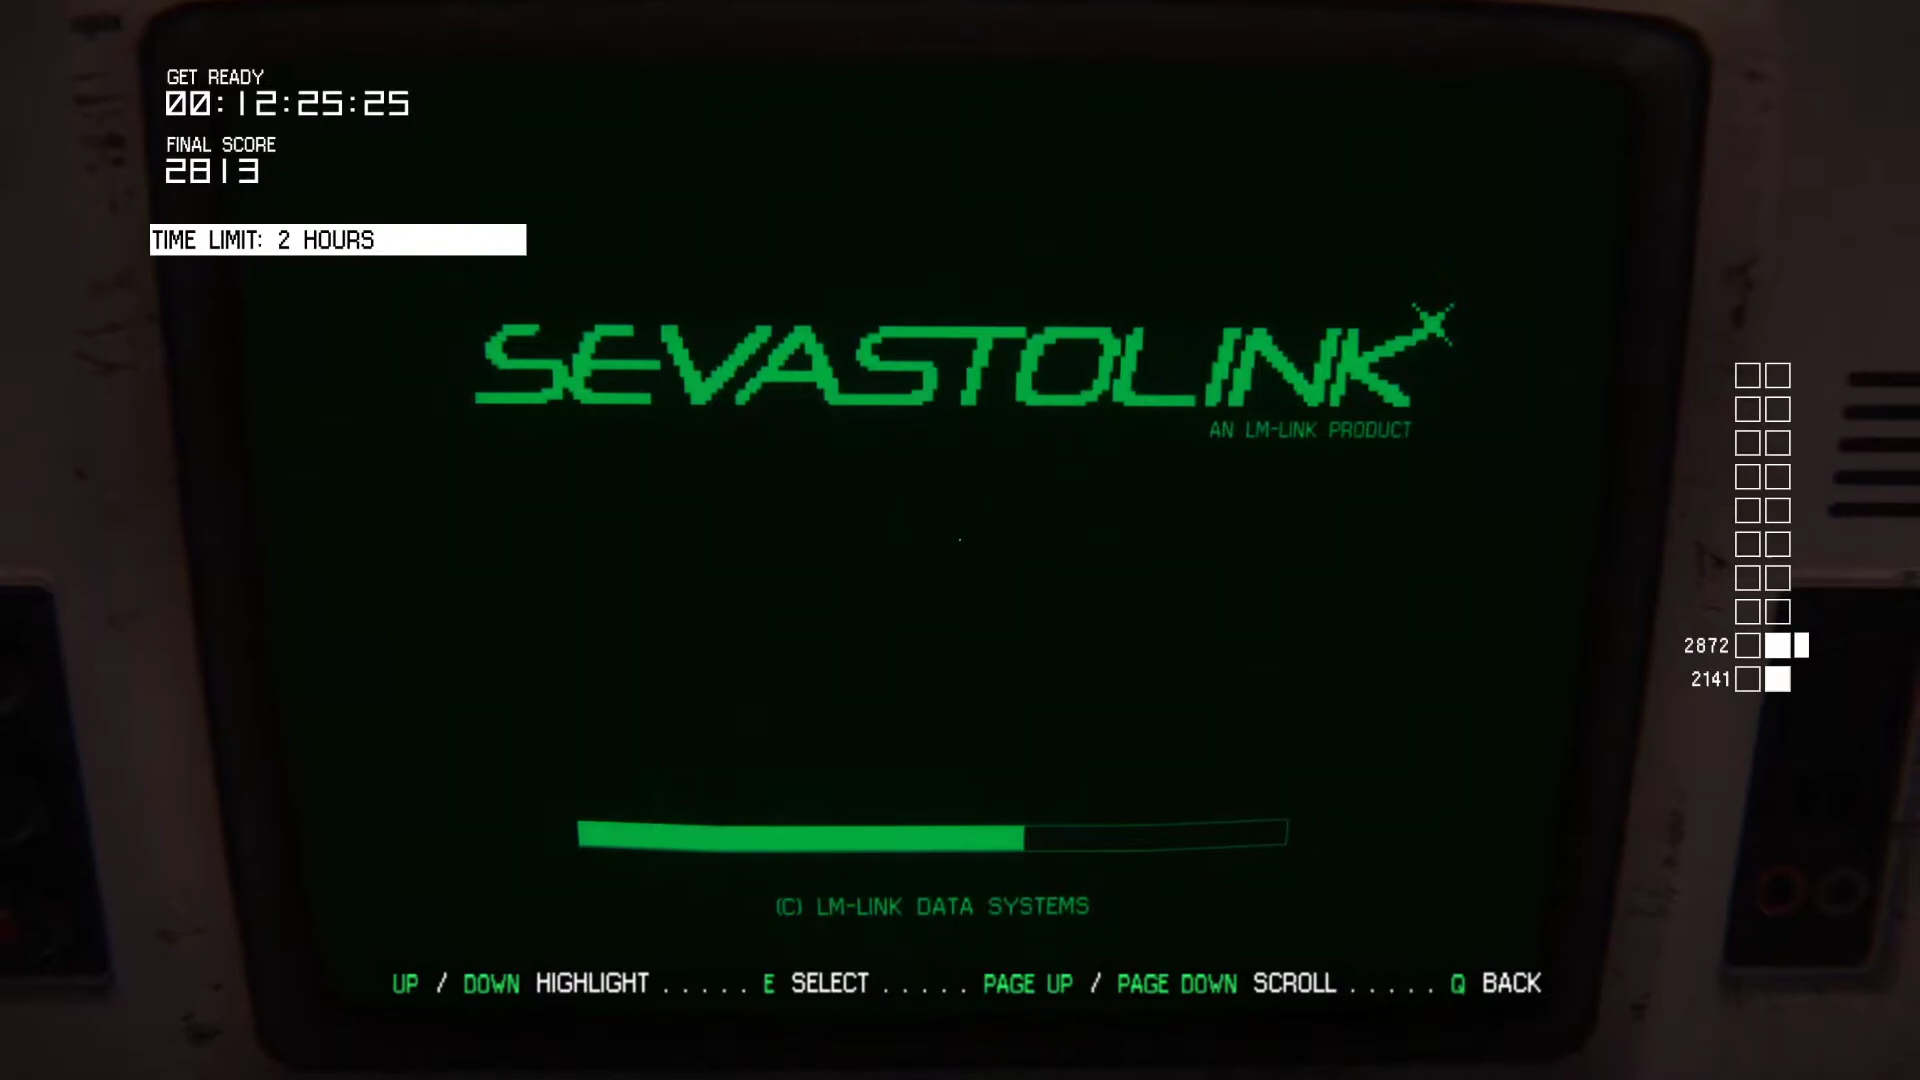 GET READY
00:12:25:25
FINAL SCORE
2813
TIME LIMIT: 2 HOURS
SEVASTOLINK
AN LM-LINK PRODUCT
2872
2141
(C) LM-LINK DATA SYSTEMS
UP / DOWN HIGHLIGHT ..... E SELECT ..... PAGE UP / PAGE DOWN SCROLL ..... Q BACK